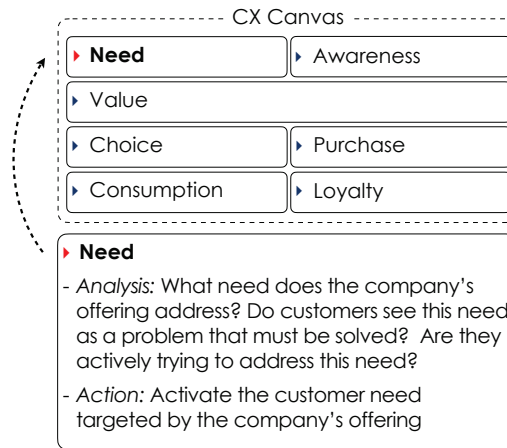 CX Canvas
Need
Awareness
Value
Choice
Purchase
Consumption
Loyalty
Need
- Analysis: What need does the company's
offering address? Do customers see this need
as a problem that must be solved?  Are they
actively trying to address this need?
- Action: Activate the customer need
targeted by the company's offering